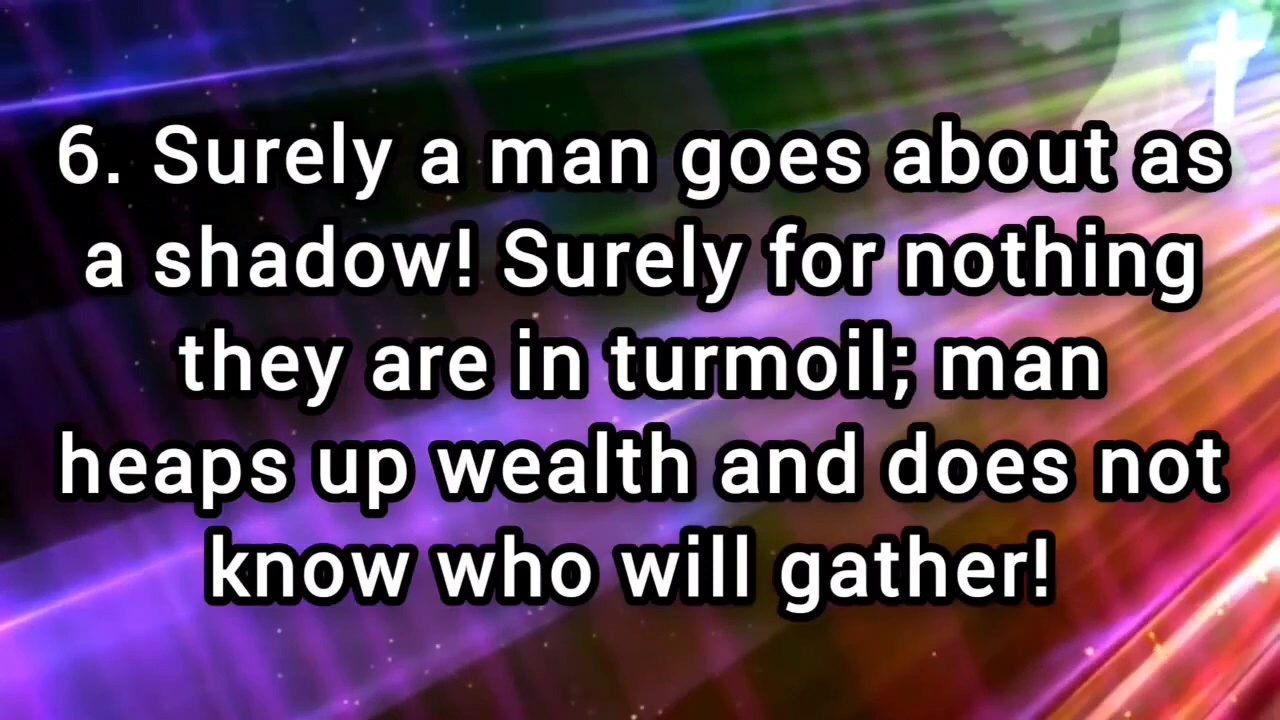 6. Surely a man goes about as
a shadow! Surely for nothing
they are in turmoil; man
heaps up wealth and does not
know who will gather!